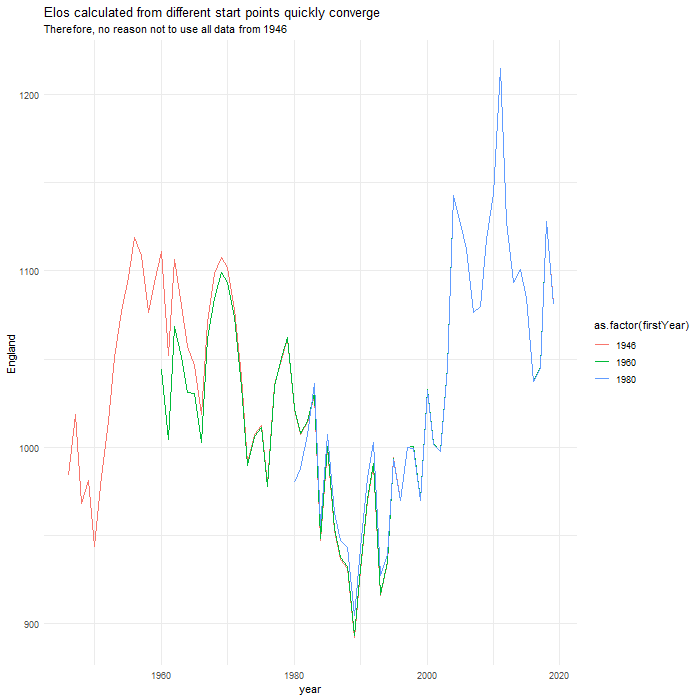 Elos calculated from different start points quickly converge
Therefore, no reason not to use all data from 1946
1200
1100
1000
900
England
1960
1980
2000
2020
year
as.factor(firstYear)
1946
1960
1980